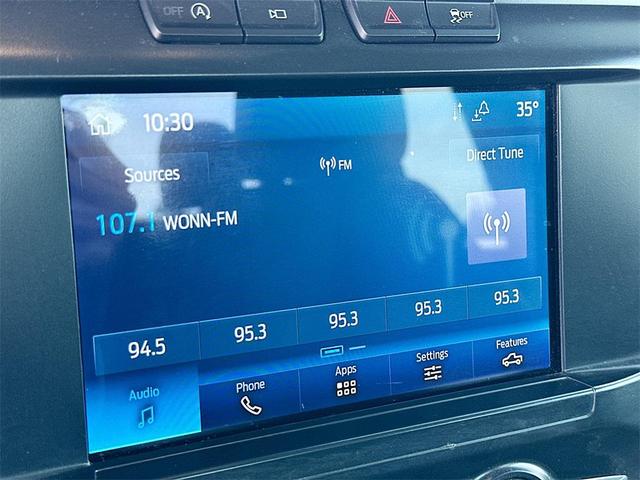 OFF A
OFF
10:30
35°
Sources
FM
Direct Tune
107.1 WONN-FM
94.5
95.3
95.3
95.3
95.3
Audio
Phone
Apps
Settings
Features